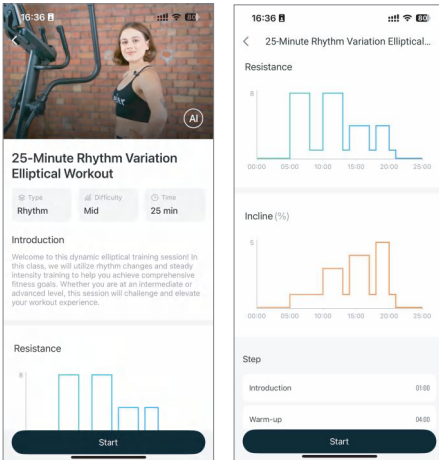 16:36
80
AI
25-Minute Rhythm Variation
Elliptical Workout
Type
Rhythm
Difficulty
Mid
Time
25 min
Introduction
Welcome to this dynamic elliptical training session! In
this class, we will utilize rhythm changes and steady
intensity training to help you achieve comprehensive
fitness goals. Whether you are at an intermediate or
advanced level, this session will challenge and elevate
your workout experience.
Resistance
8
Start
16:36
80
25-Minute Rhythm Variation Elliptical...
Resistance
8
00:00 05:00 10:00 15:00 20:00 25:00
Incline (%)
5
00:00 05:00 10:00 15:00 20:00 25:00
Step
Introduction
01:00
Warm-up
04:00
Start